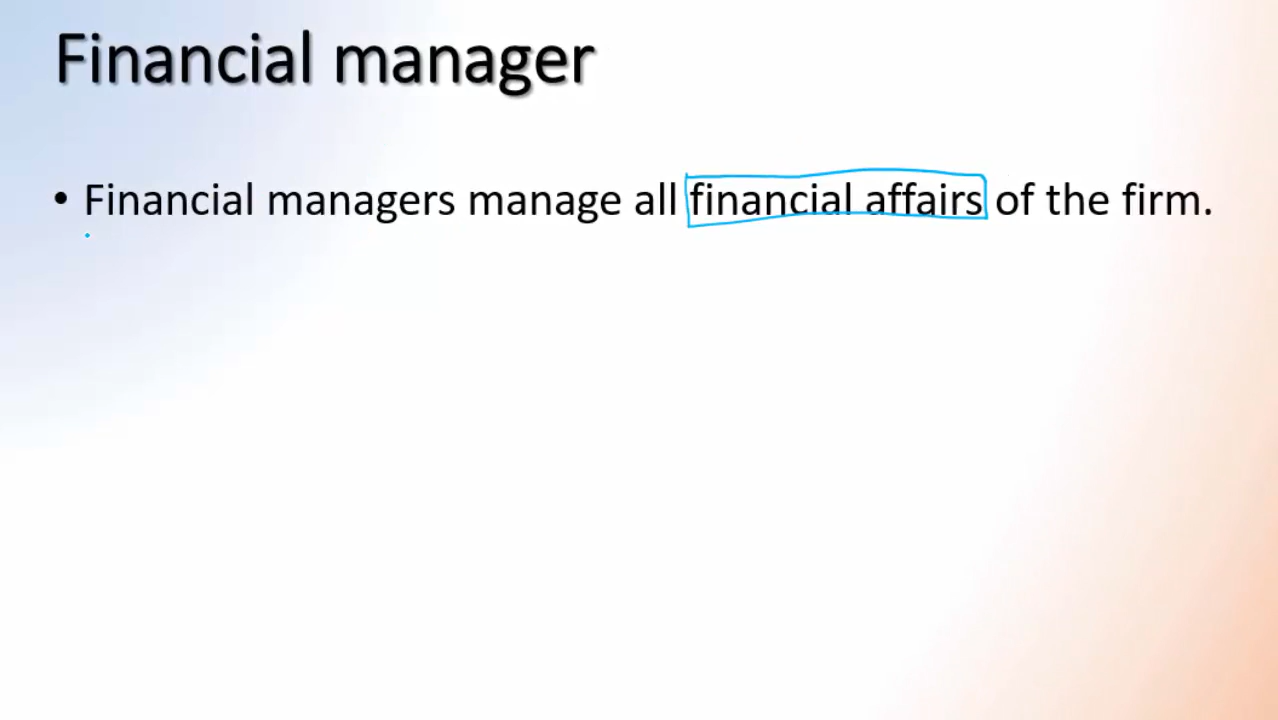 Financial manager
• Financial managers manage all financial affairs of the firm.